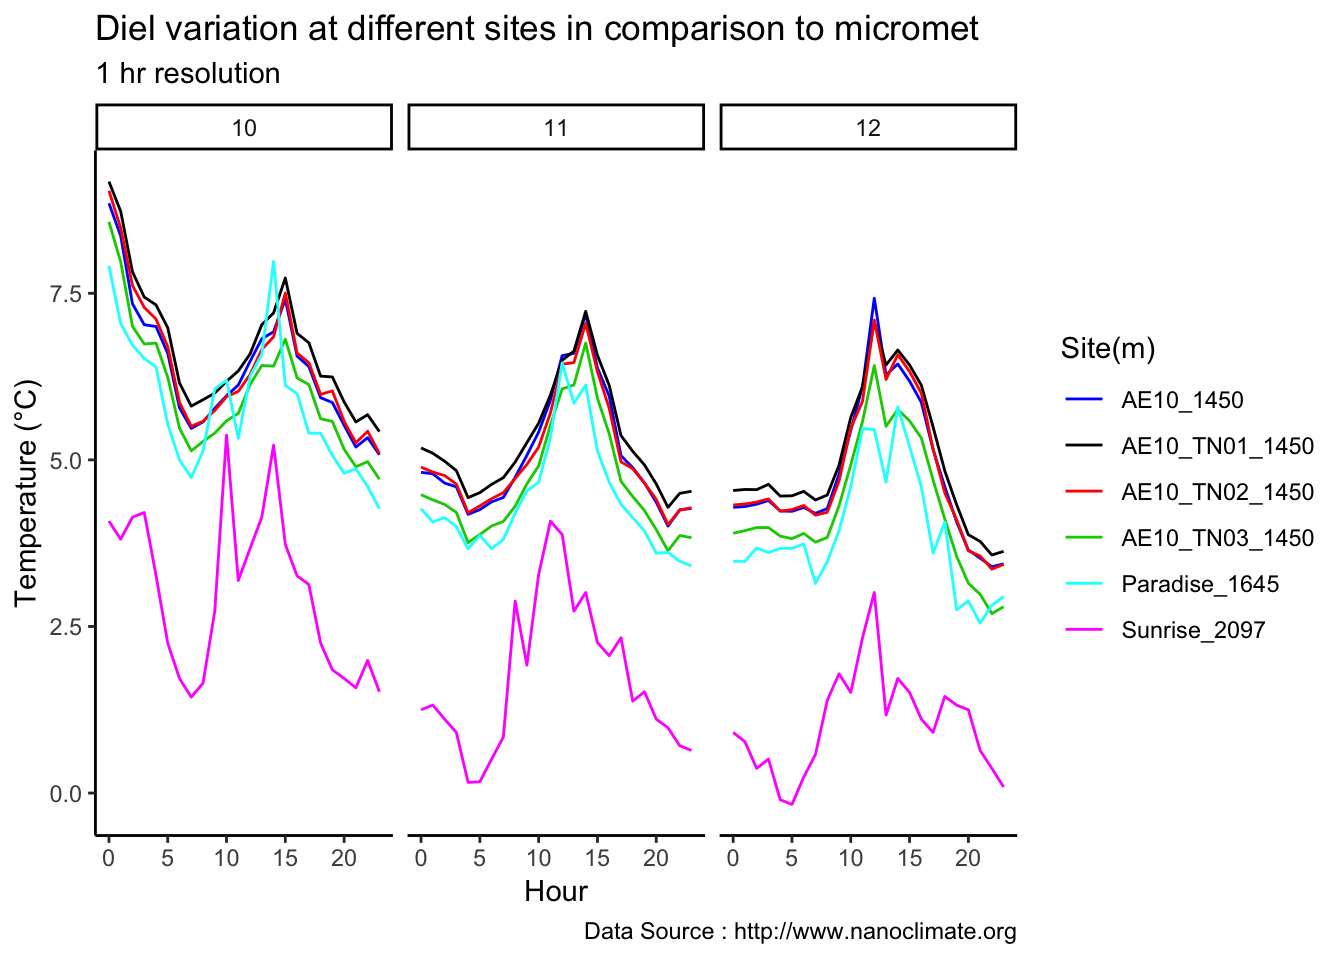 Diel variation at different sites in comparison to micromet
1 hr resolution
10
11
12
Temperature (°C)
7.5
5.0
2.5
0.0
0 5 10 15 20
0 5 10 15 20
0 5 10 15 20
Hour
Site(m)
AE10_1450
AE10_TN01_1450
AE10_TN02_1450
AE10_TN03_1450
Paradise_1645
Sunrise_2097
Data Source : http://www.nanoclimate.org